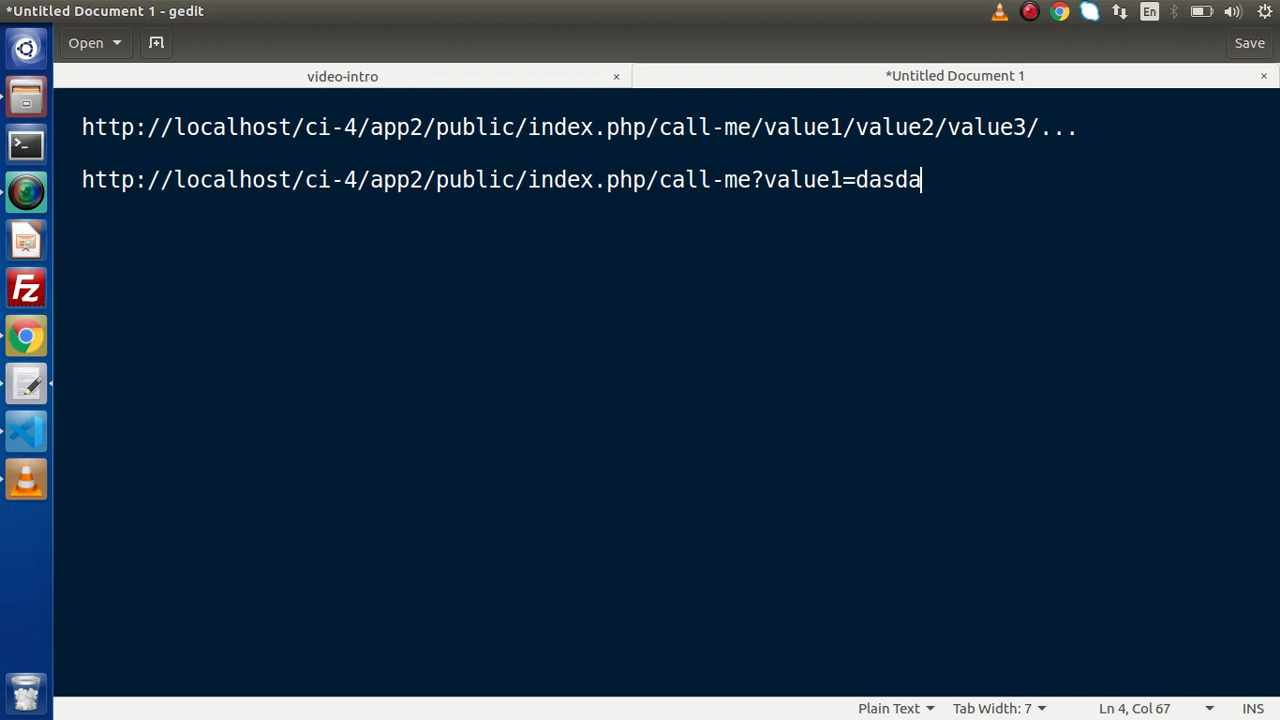 *Untitled Document 1 - gedit
En
Open
Save
video-intro
*Untitled Document 1
http://localhost/ci-4/app2/public/index.php/call-me/value1/value2/value3/...
http://localhost/ci-4/app2/public/index.php/call-me?value1=dasda
Fz
Plain Text
Tab Width: 7
Ln 4, Col 67
INS